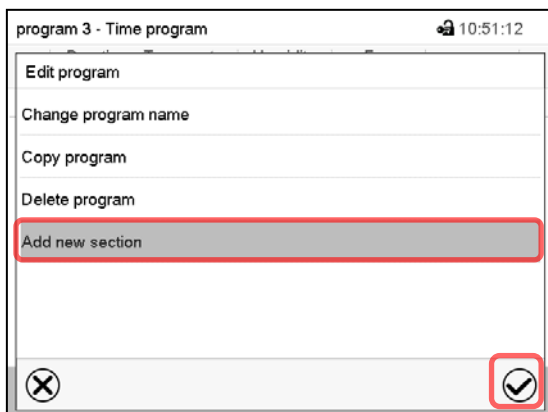 program 3 - Time program 10:51:12
Edit program
Change program name
Copy program
Delete program
Add new section